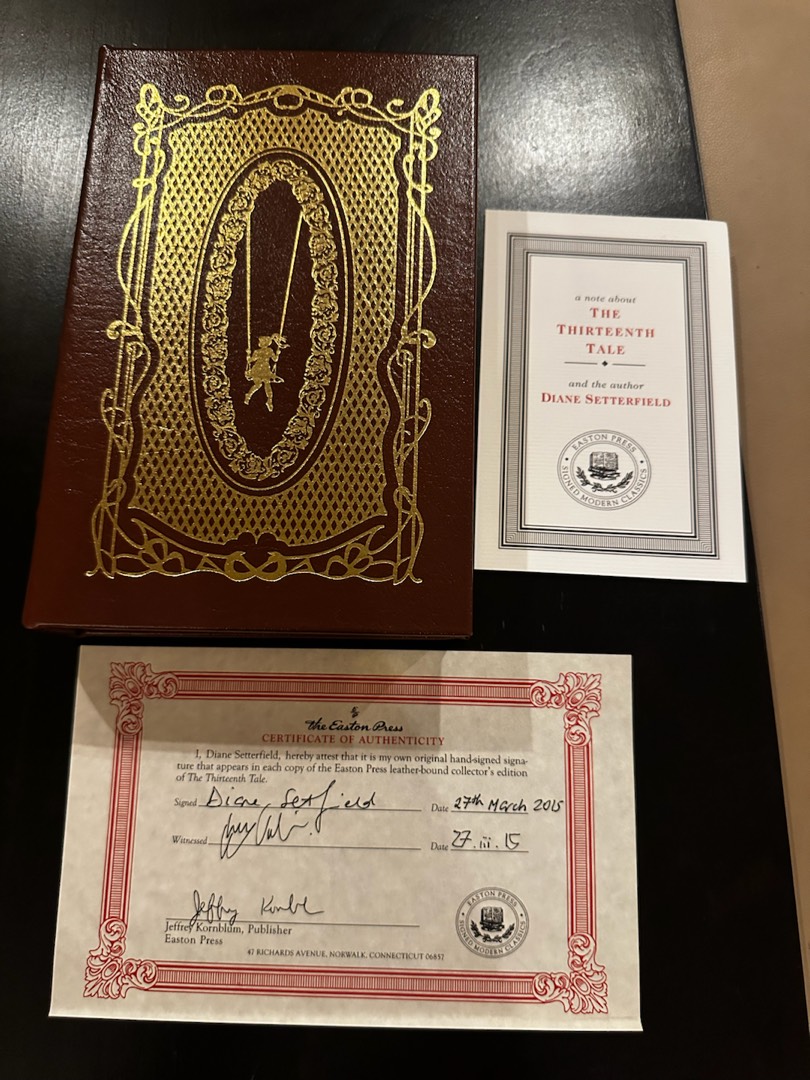 a note about
THE
THIRTEENTH
TALE
and the author
DIANE SETTERFIELD
EASTON PRESS
SIGNED MODERN CLASSICS
The Easton Press
CERTIFICATE OF AUTHENTICITY
I, Diane Setterfield, hereby attest that it is my own original hand-signed signa-
ture that appears in each copy of the Easton Press leather-bound collector's edition
of The Thirteenth Tale.
Signed Diane Setterfield Date 27th March 2015
Witnessed Date 27.iii.15
Jeffrey Kornblum
Jeffrey Kornblum, Publisher
Easton Press
EASTON PRESS
SIGNED MODERN CLASSICS
47 RICHARDS AVENUE, NORWALK, CONNECTICUT 06857